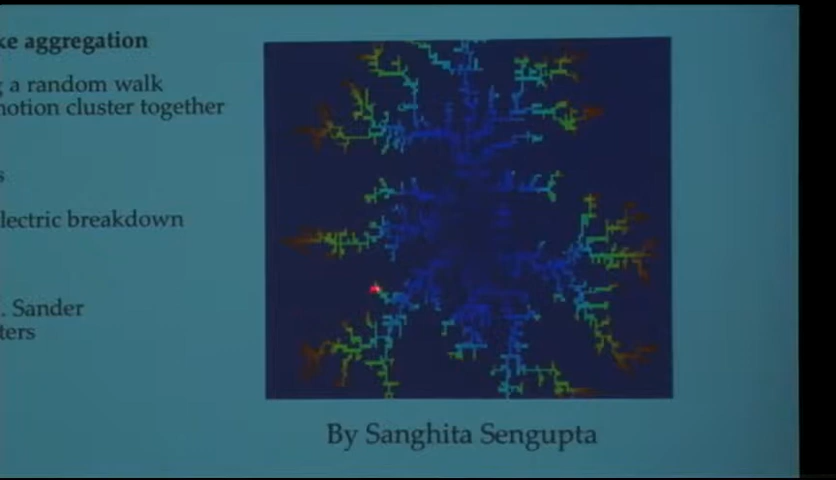 ke aggregation
g a random walk
notion cluster together
s
lectric breakdown
. Sander
ters
By Sanghita Sengupta